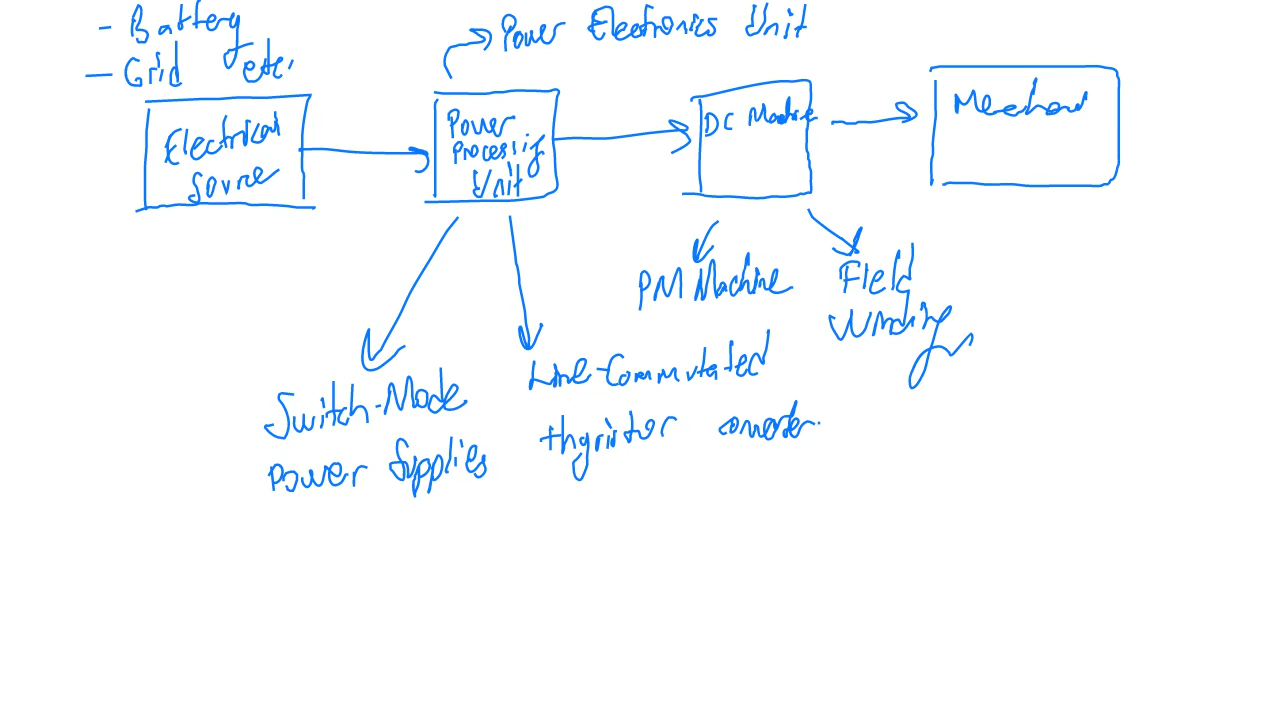 - Battery
- Grid etc.
Power Electronics Unit
Electrical
Source
Power
Processing
Unit
DC Machine
PM Machine
Field
Winding
Switch-Mode
Power Supplies
Line-Commutated
thyristor converter.